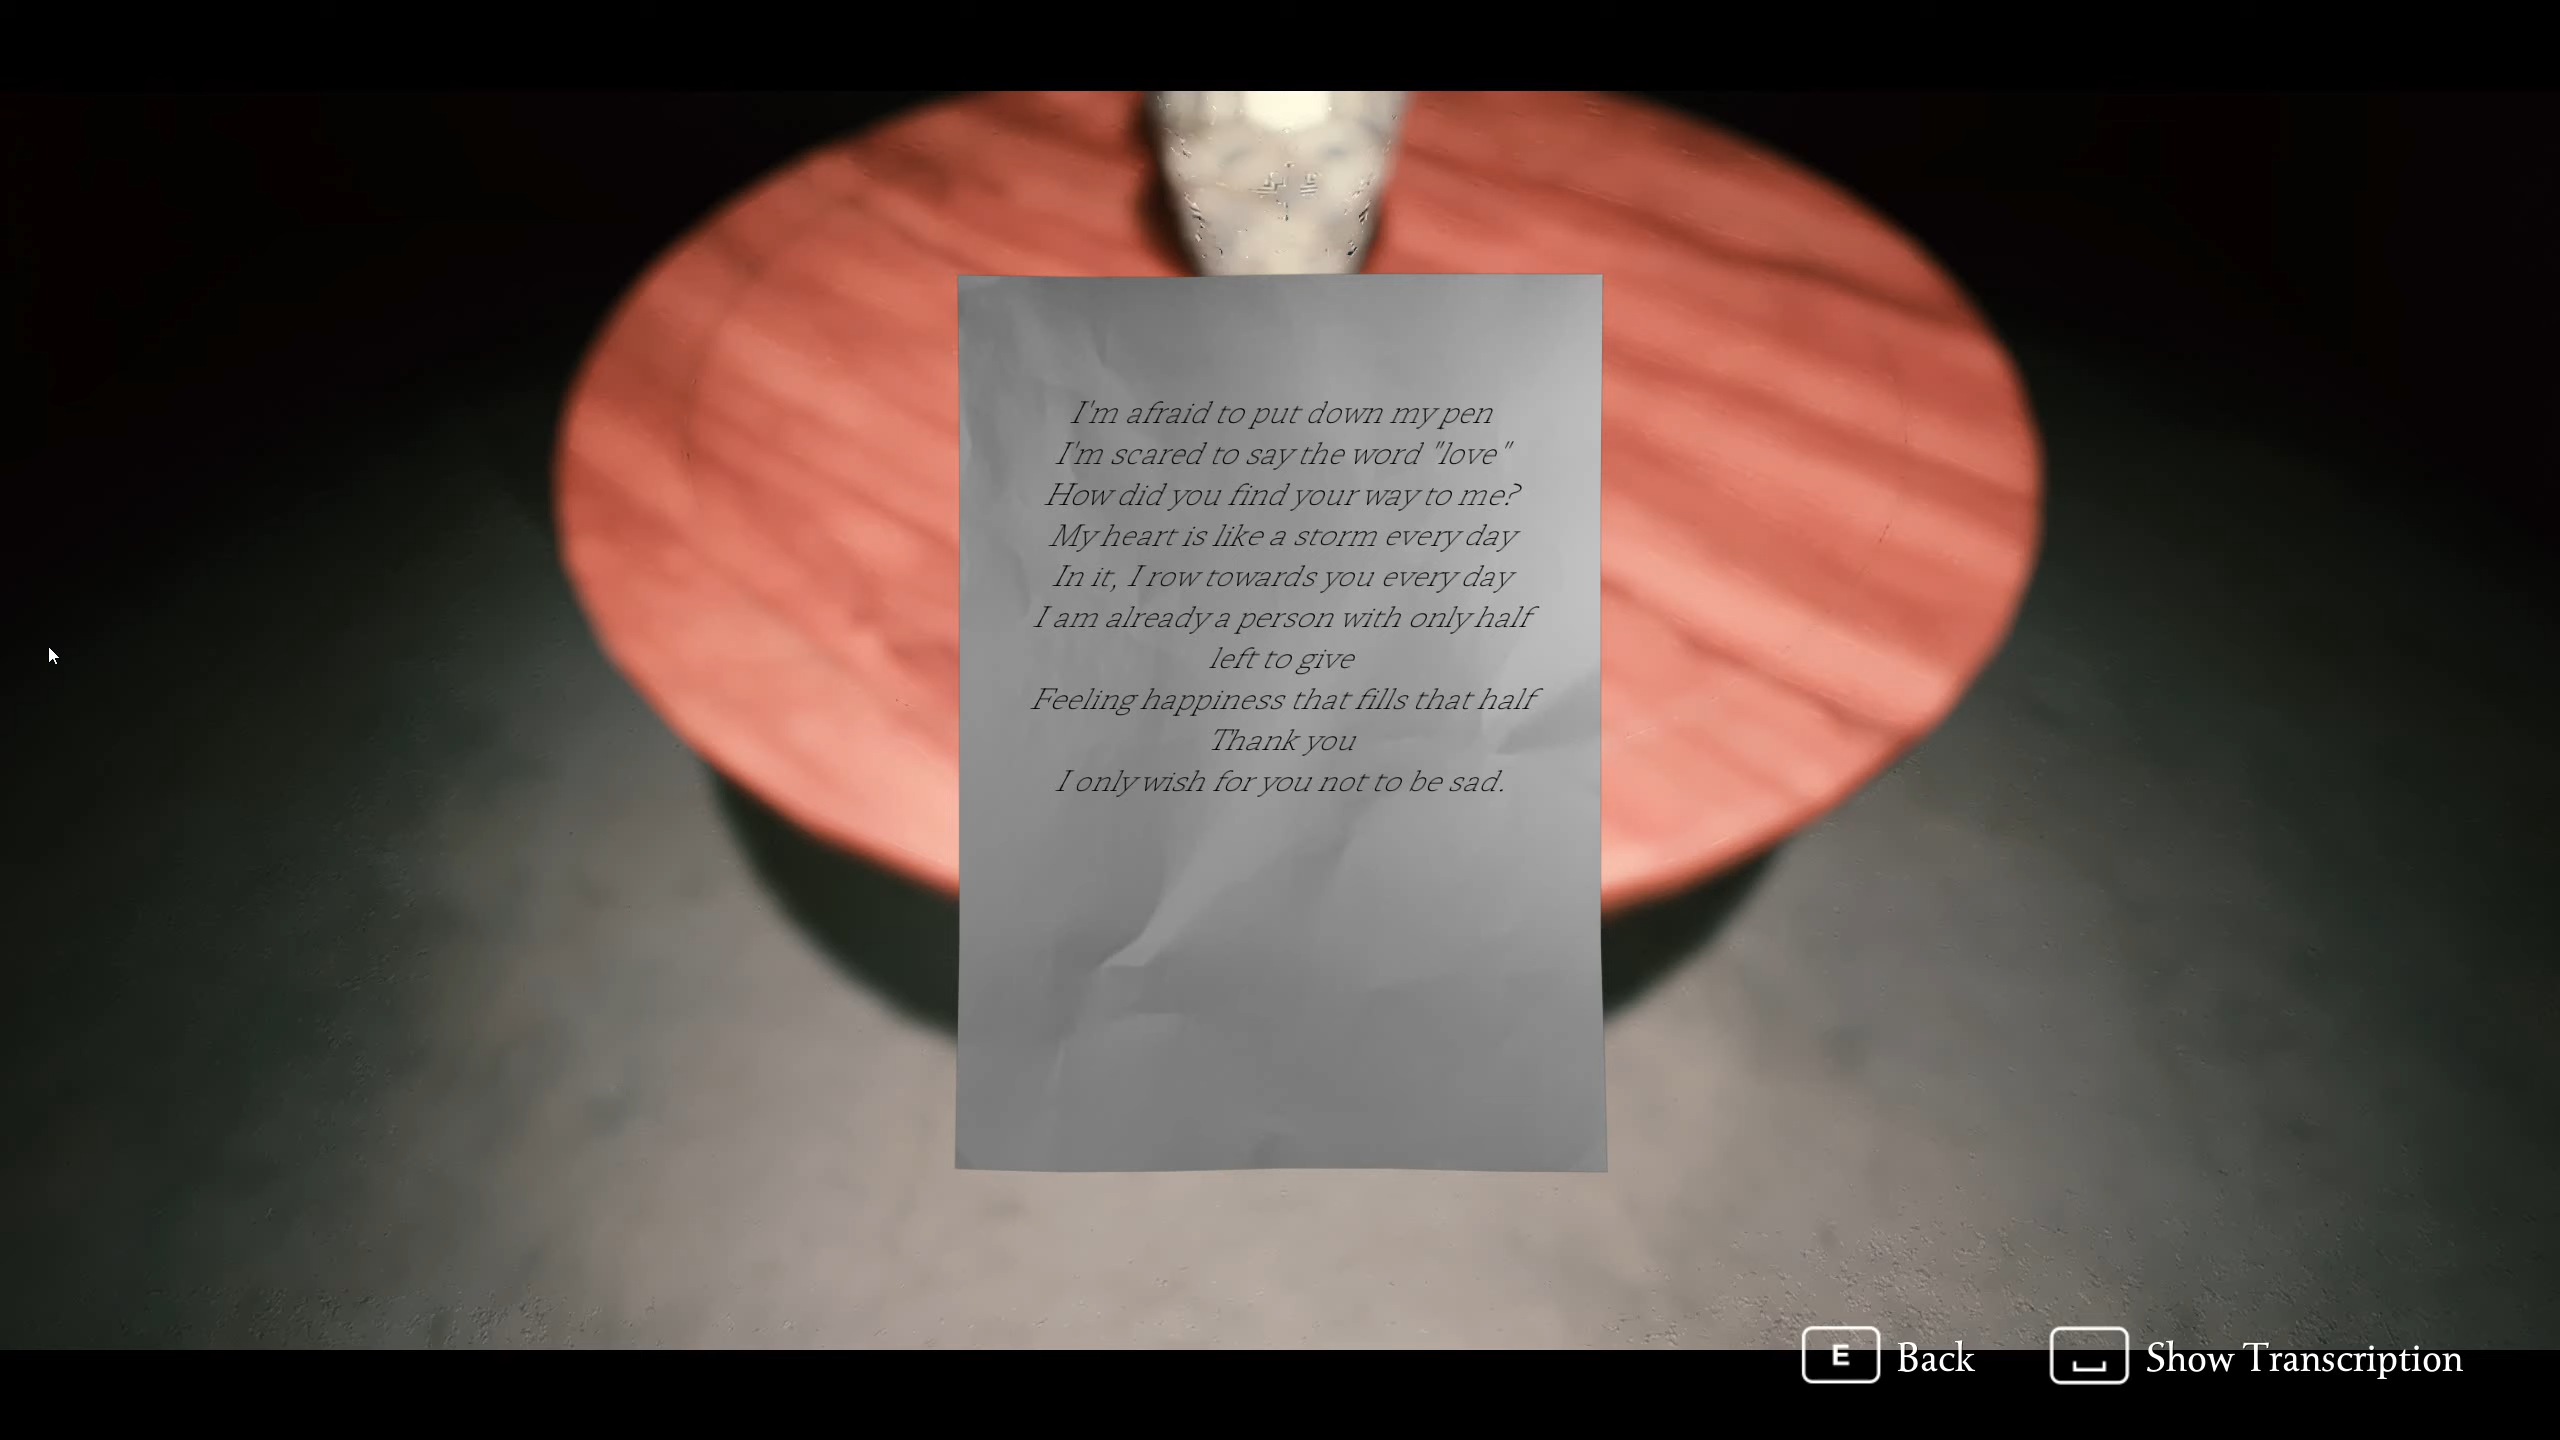 I'm afraid to put down my pen
I'm scared to say the word "love"
How did you find your way to me?
My heart is like a storm every day
In it, I row towards you every day
I am already a person with only half
left to give
Feeling happiness that fills that half
Thank you
I only wish for you not to be sad.
E Back
Show Transcription